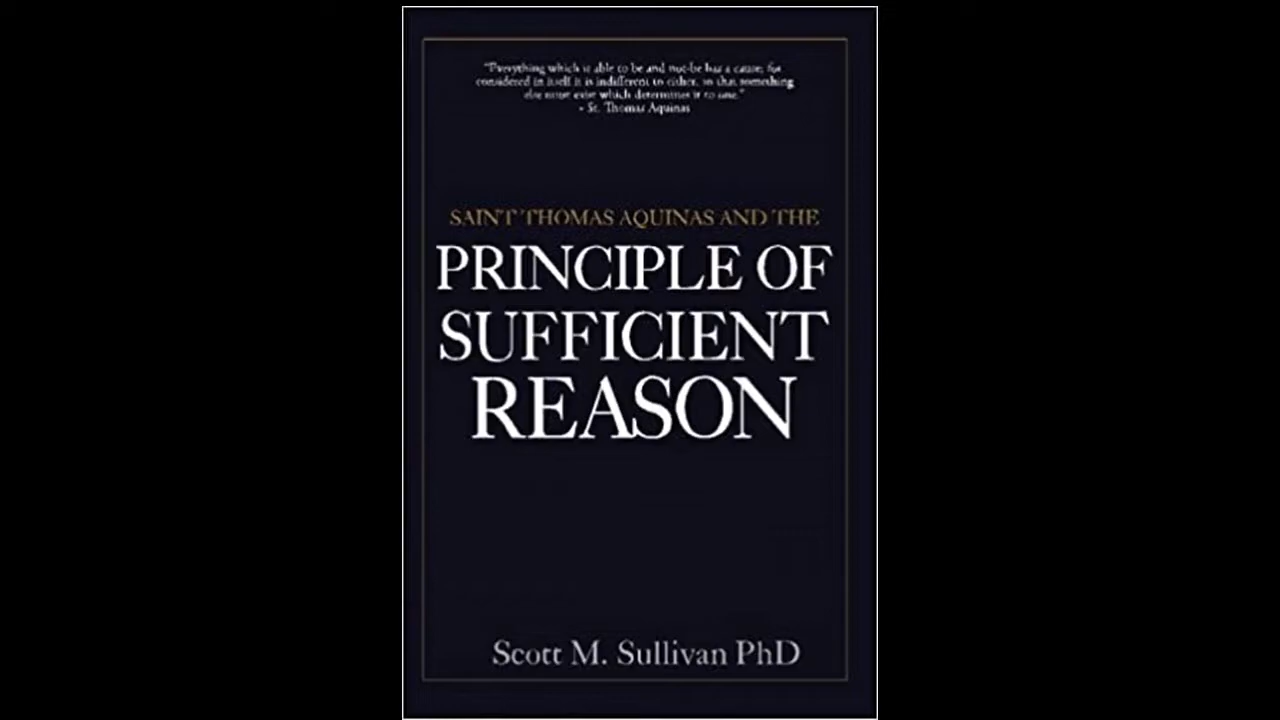 "Everything which is able to be and not-be has a cause; for
considered in itself it is indifferent to either, so that something
else must exist which determines it to one."
- St. Thomas Aquinas
SAINT THOMAS AQUINAS AND THE
PRINCIPLE OF
SUFFICIENT
REASON
Scott M. Sullivan PhD